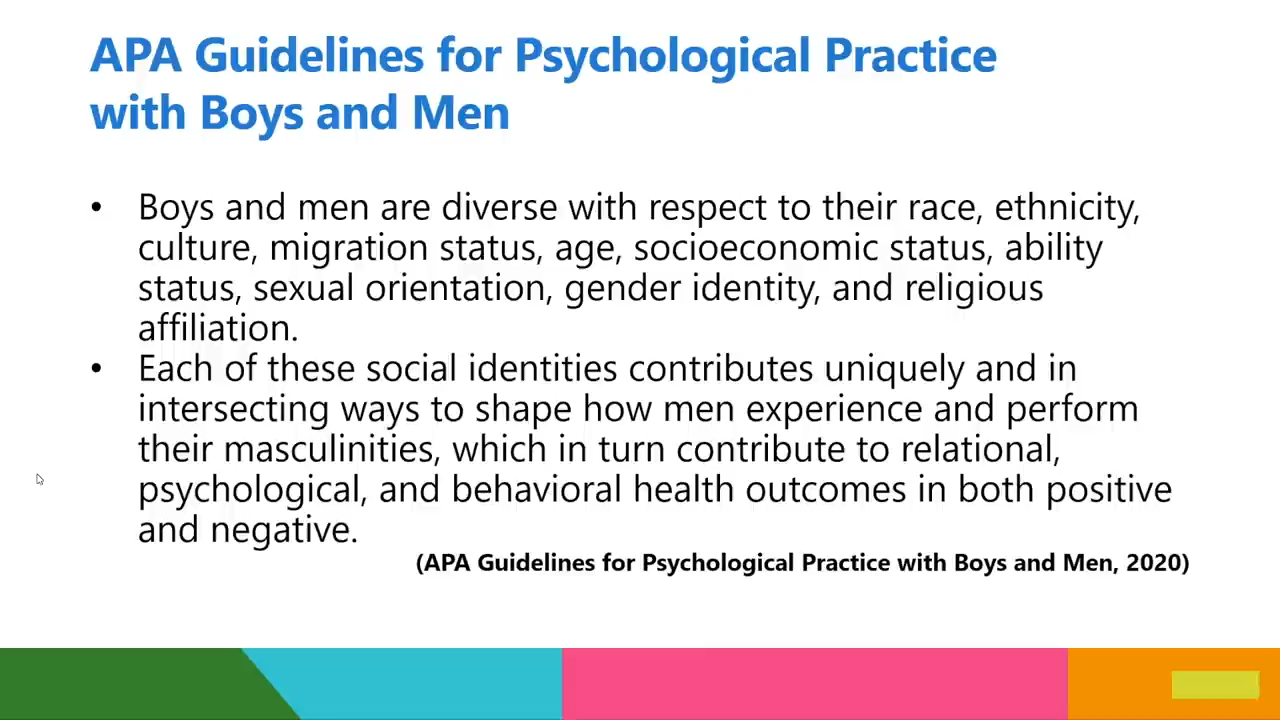 APA Guidelines for Psychological Practice
with Boys and Men
• Boys and men are diverse with respect to their race, ethnicity,
culture, migration status, age, socioeconomic status, ability
status, sexual orientation, gender identity, and religious
affiliation.
• Each of these social identities contributes uniquely and in
intersecting ways to shape how men experience and perform
their masculinities, which in turn contribute to relational,
psychological, and behavioral health outcomes in both positive
and negative.
(APA Guidelines for Psychological Practice with Boys and Men, 2020)